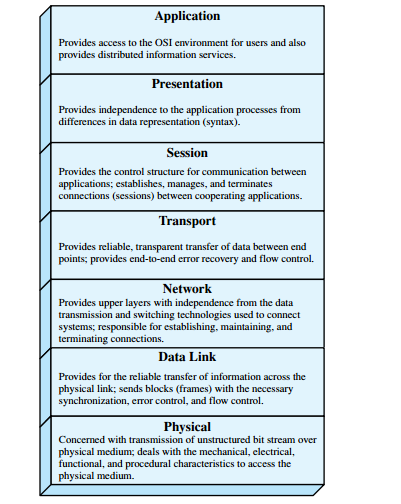 Application
Provides access to the OSI environment for users and also
provides distributed information services.
Presentation
Provides independence to the application processes from
differences in data representation (syntax).
Session
Provides the control structure for communication between
applications; establishes, manages, and terminates
connections (sessions) between cooperating applications.
Transport
Provides reliable, transparent transfer of data between end
points; provides end-to-end error recovery and flow control.
Network
Provides upper layers with independence from the data
transmission and switching technologies used to connect
systems; responsible for establishing, maintaining, and
terminating connections.
Data Link
Provides for the reliable transfer of information across the
physical link; sends blocks (frames) with the necessary
synchronization, error control, and flow control.
Physical
Concerned with transmission of unstructured bit stream over
physical medium; deals with the mechanical, electrical,
functional, and procedural characteristics to access the
physical medium.